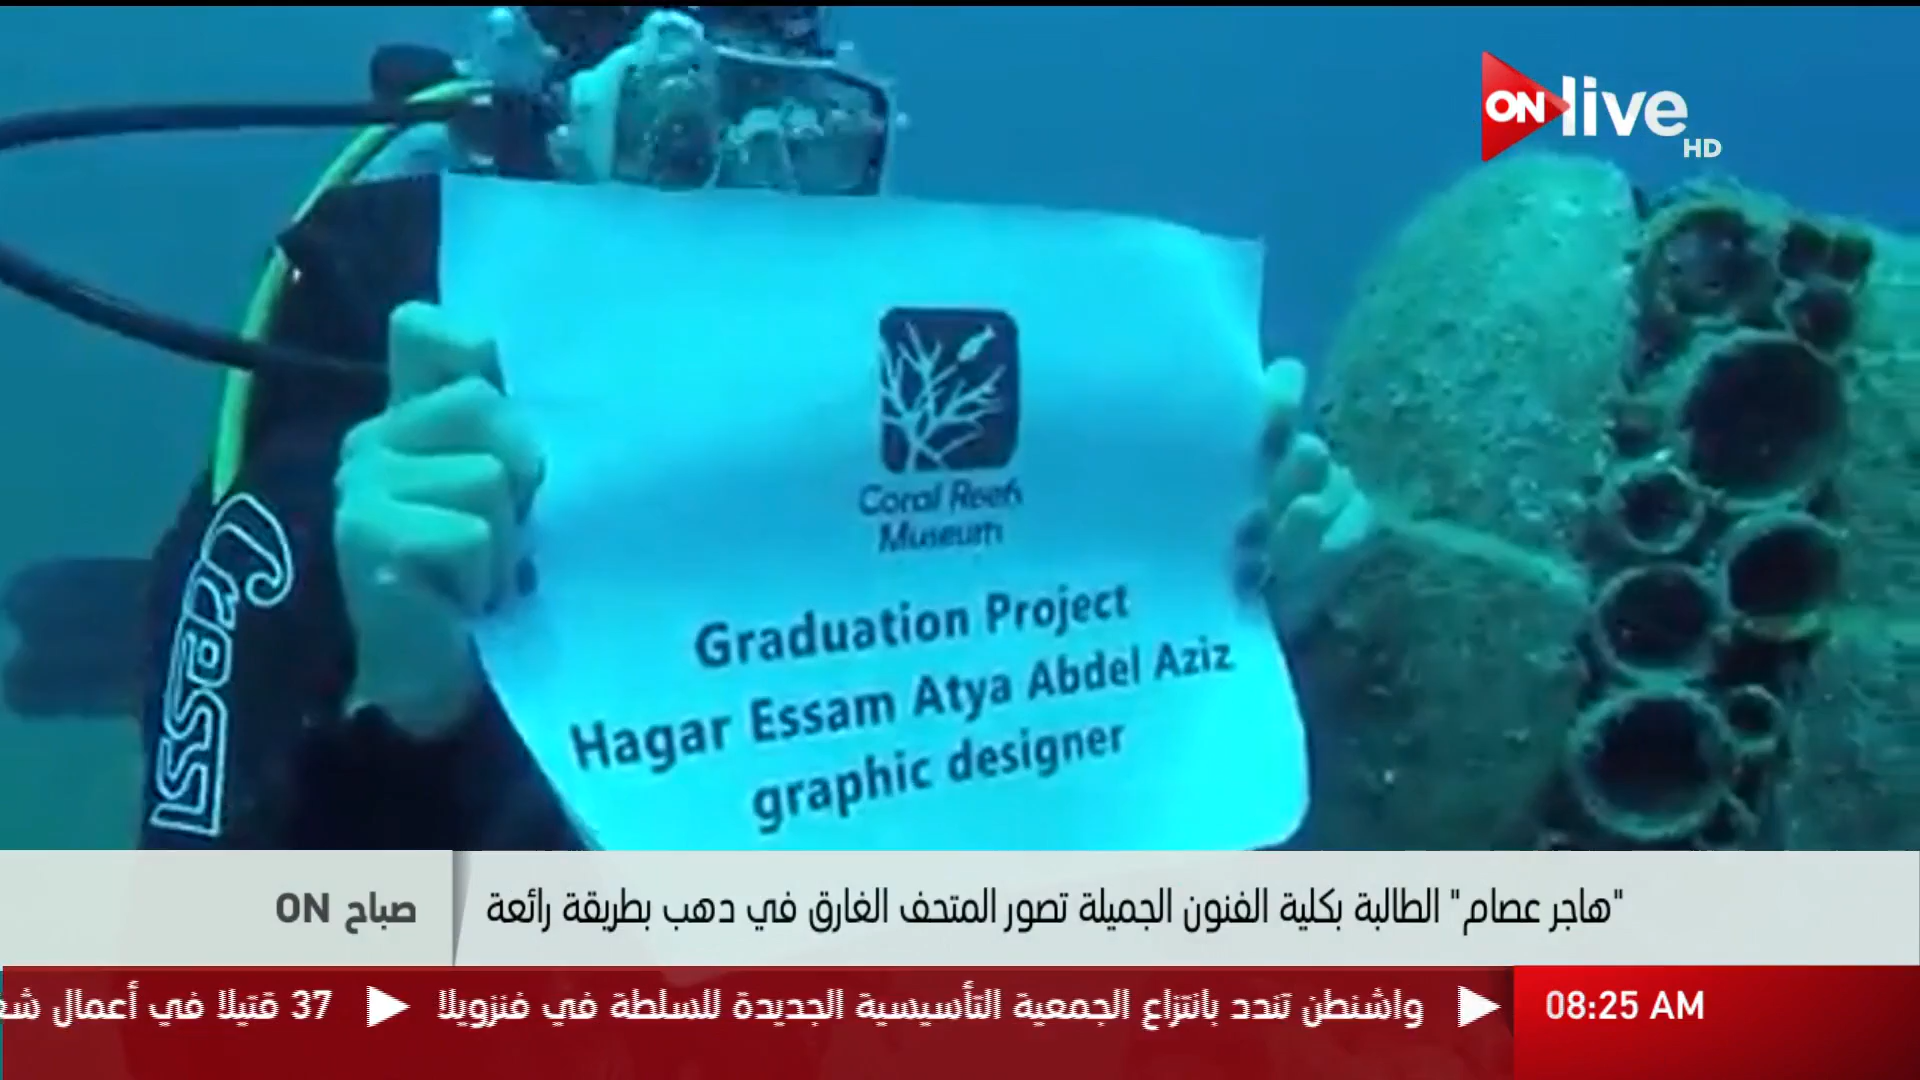 ON live
HD
Coral Reefs
Museum
Graduation Project
Hagar Essam Atya Abdel Aziz
graphic designer
CRESSI
"هاجر عصام" الطالبة بكلية الفنون الجميلة تصور المتحف الغارق في دهب بطريقة رائعة
صباح ON
08:25 AM
واشنطن تندد بانتزاع الجمعية التأسيسية الجديدة للسلطة في فنزويلا
37 قتيلا في أعمال